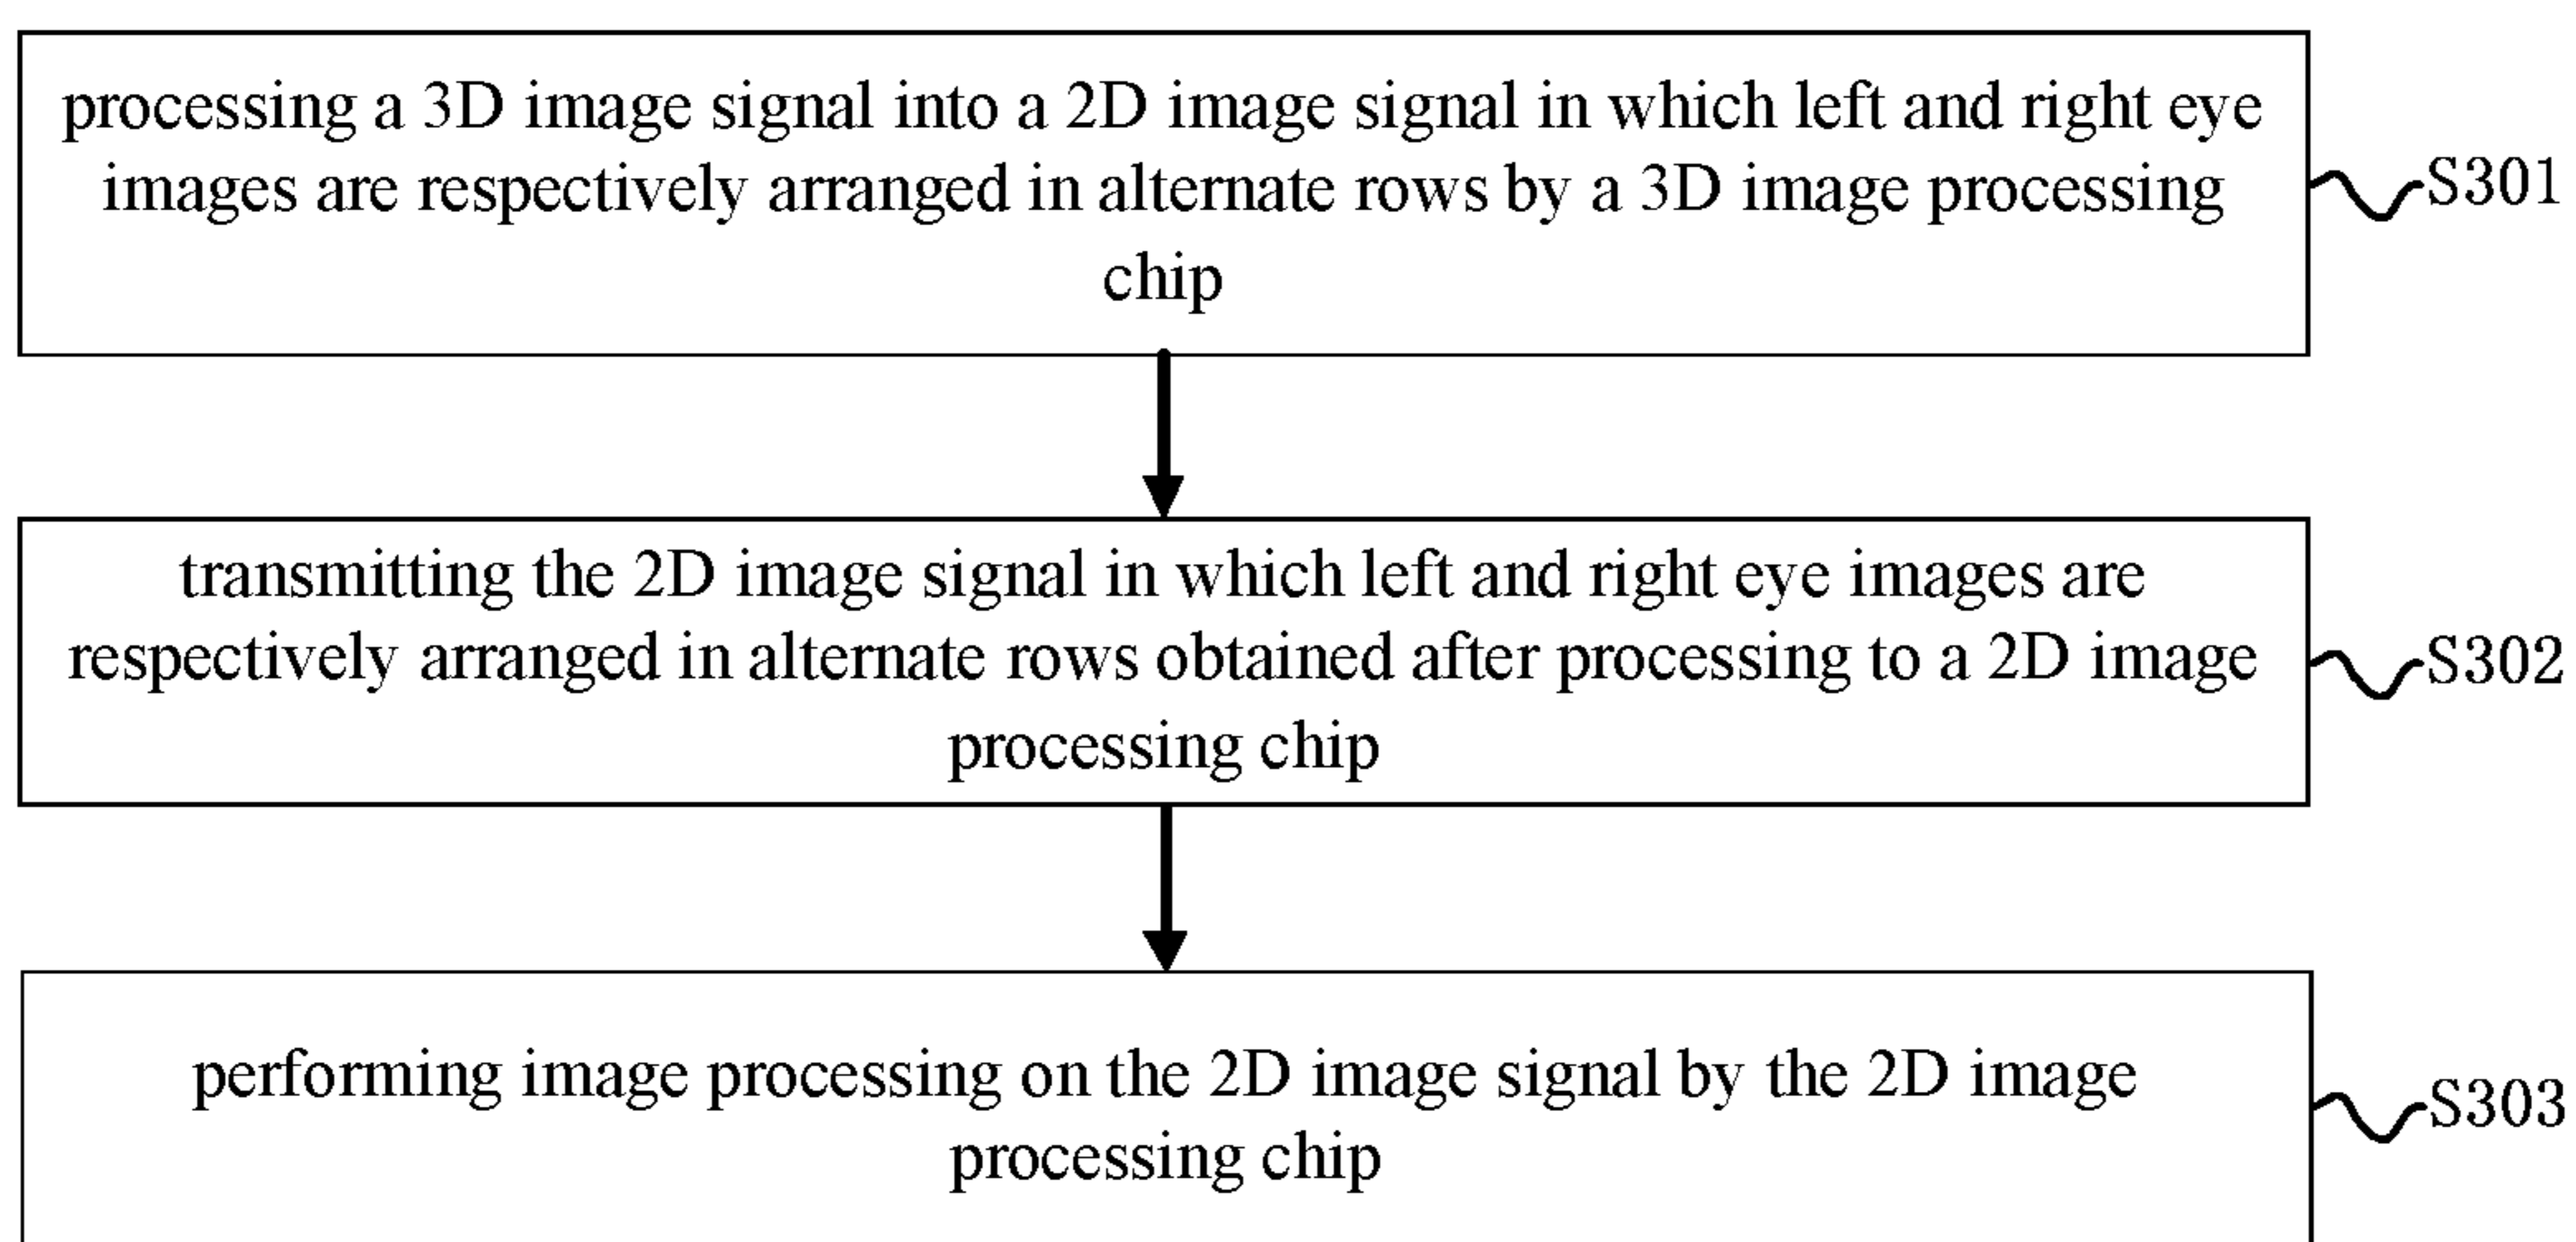 processing a 3D image signal into a 2D image signal in which left and right eye
images are respectively arranged in alternate rows by a 3D image processing
chip
S301
transmitting the 2D image signal in which left and right eye images are
respectively arranged in alternate rows obtained after processing to a 2D image
processing chip
S302
performing image processing on the 2D image signal by the 2D image
processing chip
S303